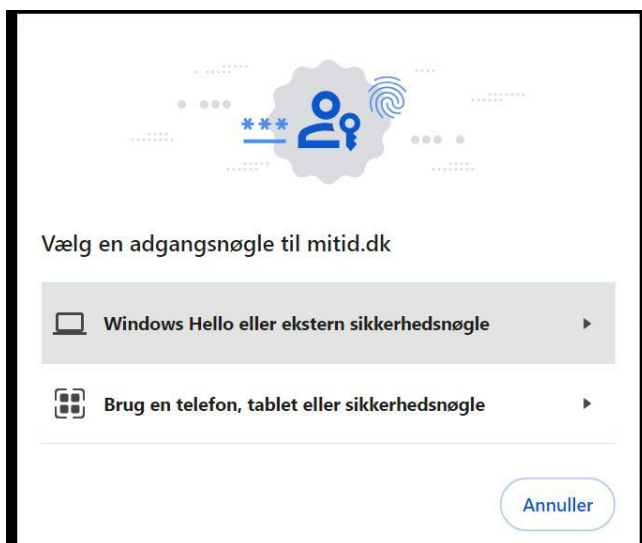 ***
Vælg en adgangsnøgle til mitid.dk
Windows Hello eller ekstern sikkerhedsnøgle
Brug en telefon, tablet eller sikkerhedsnøgle
Annuller